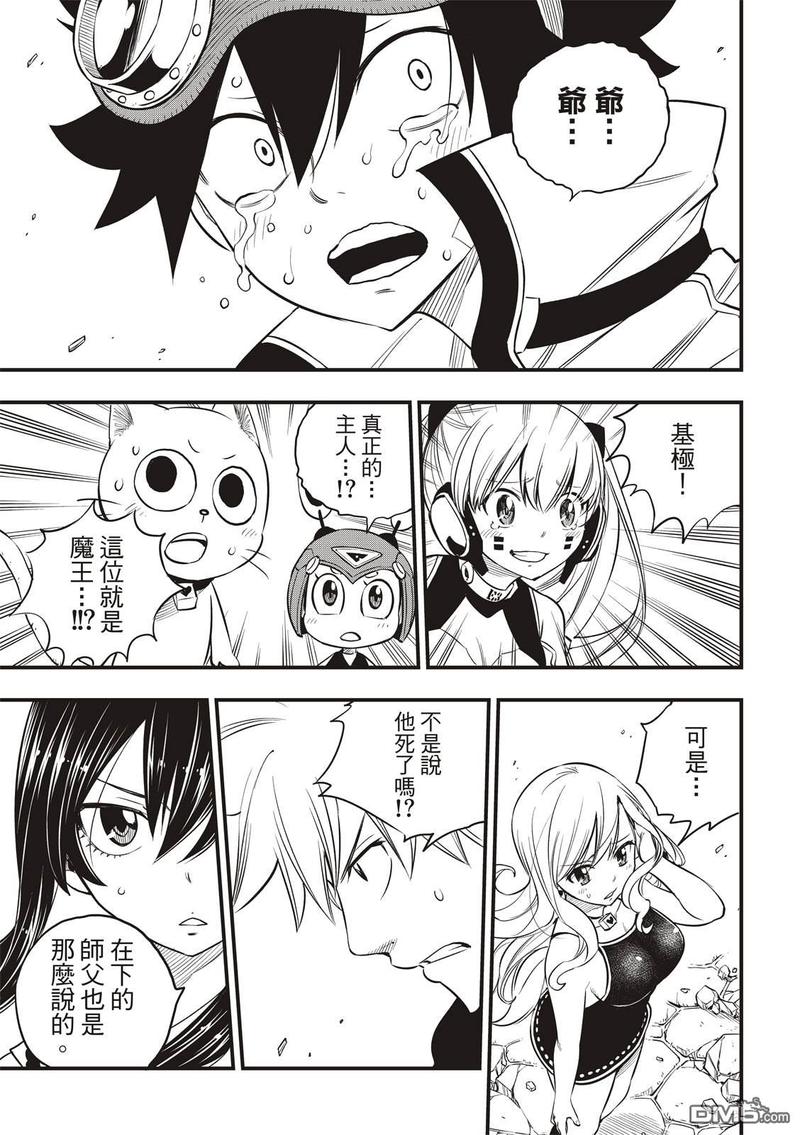 爺…
爺…
基極！
真正的…
主人…!?
這位就是
魔王…!!?
可是…
不是說
他死了嗎!?
在下的
師父也是
那麼說的。
DM5.com